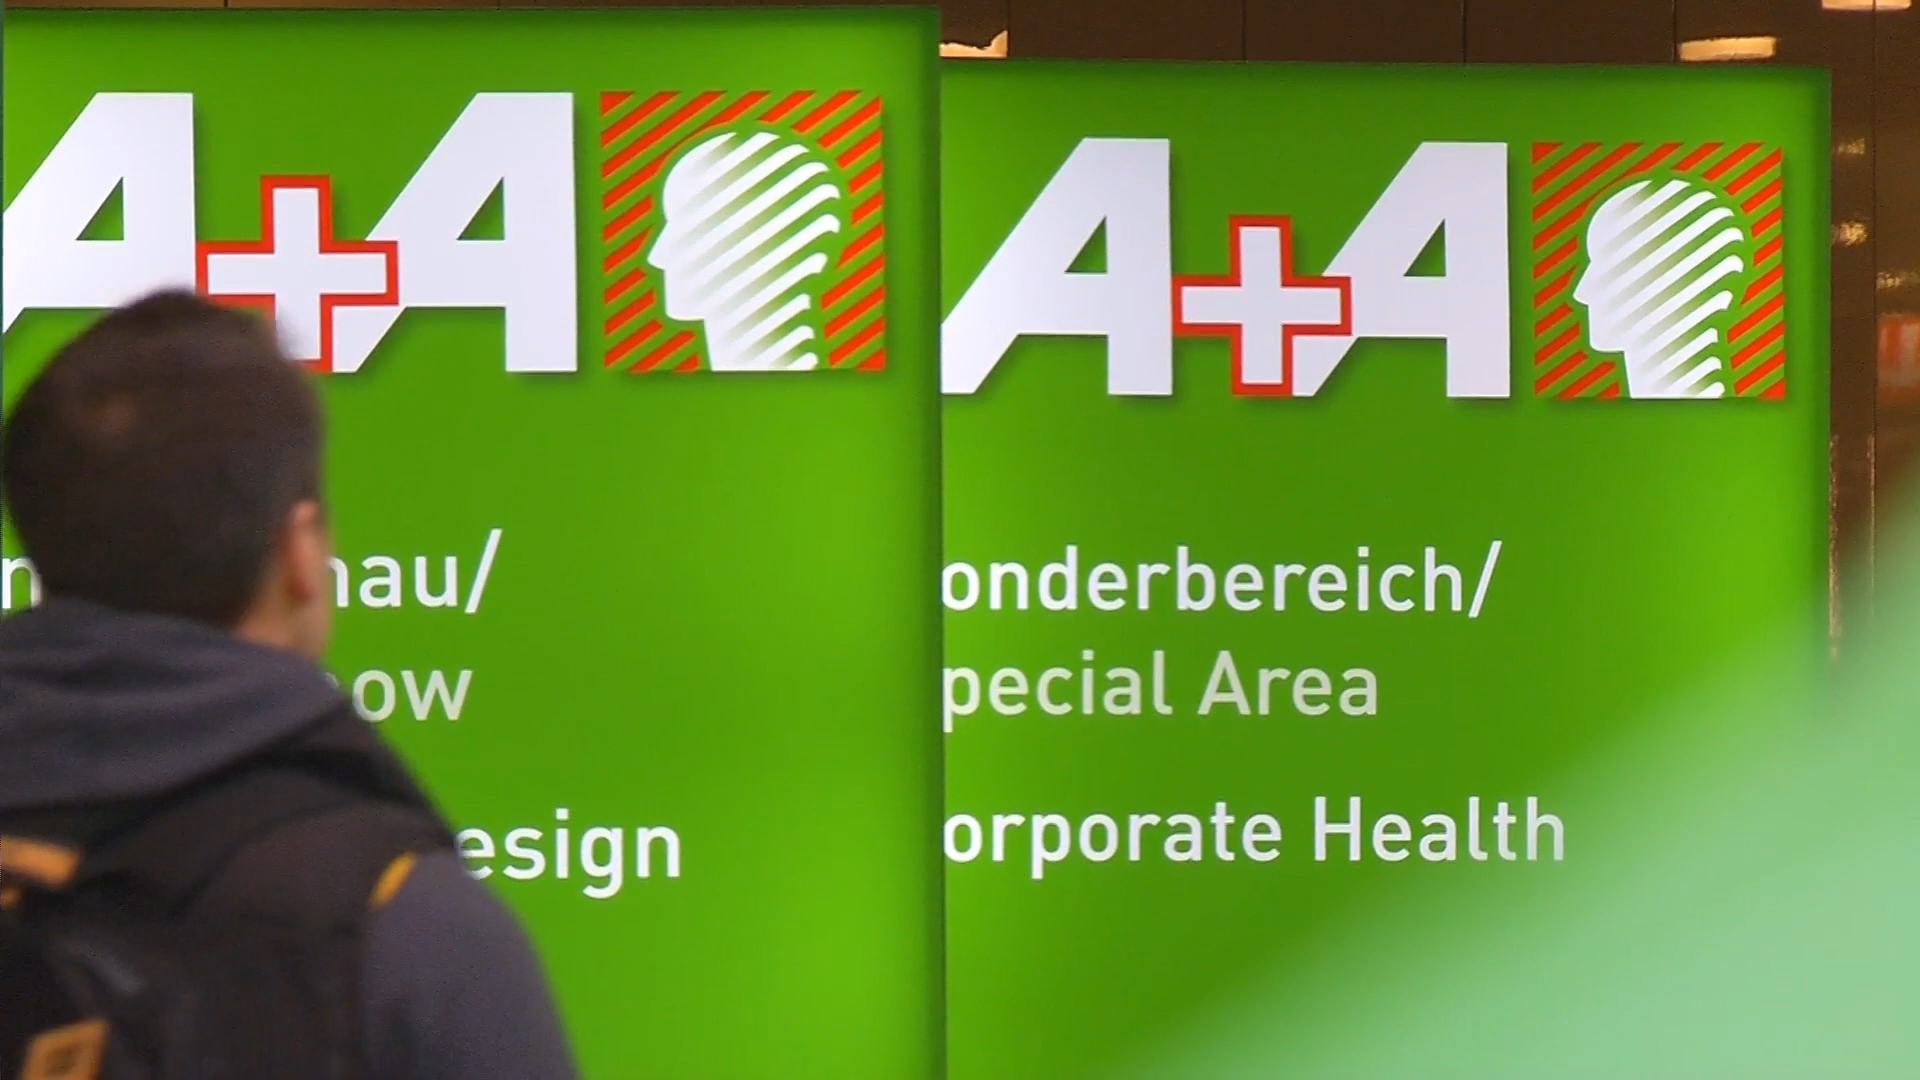 A+A
nau/
ow
esign
A+A
onderbereich/
pecial Area
orporate Health